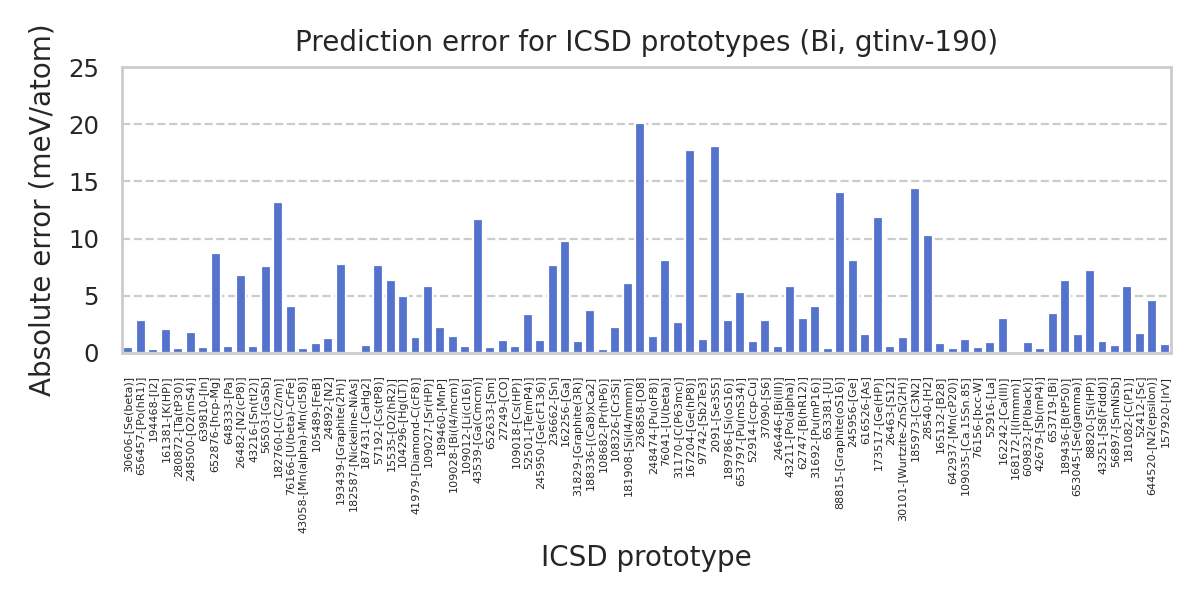 Prediction error for ICSD prototypes (Bi, gtinv-190)
Absolute error (meV/atom)
25
20
15
10
5
0
30606-[Se(beta)]
656457-[Po(hR1)]
194468-[I2]
161381-[K(HP)]
280872-[Ta(tP30)]
248500-[O2(mS4)]
639810-[In]
652876-[hcp-Mg]
648333-[Pa]
26482-[N2(cP8)]
43216-[Sn(tI2)]
56503-[GaSb]
182760-[C(C2/m)]
76166-[U(beta)-CrFe]
43058-[Mn(alpha)-Mn(cI58)]
105489-[FeB]
24892-[N2]
193439-[Graphite(2H)]
182587-[Nickeline-NiAs]
187431-[CaHg2]
57192-[Cs(tP8)]
15535-[O2(hR2)]
104296-[Hg(LT)]
41979-[Diamond-C(cF8)]
109027-[Sr(HP)]
189460-[MnP]
109028-[Bi(I4/mcm)]
109012-[Li(cI16)]
43539-[Ga(Cmcm)]
652633-[Sm]
27249-[CO]
109018-[Cs(HP)]
52501-[Te(mP4)]
245950-[Ge(cF136)]
236662-[Sn]
162256-[Ga]
31829-[Graphite(3R)]
188336-[(Ca8)xCa2]
108682-[Pr(hP6)]
108326-[Cr3Si]
181908-[Si(I4/mmm)]
236858-[O8]
248474-[Pu(oF8)]
76041-[U(beta)]
31170-[C(P63mc)]
167204-[Ge(hP8)]
97742-[Sb2Te3]
2091-[Se3S5]
189786-[Si(oS16)]
653797-[Pu(mS34)]
52914-[ccp-Cu]
37090-[S6]
246446-[Bi(III)]
43211-[Po(alpha)]
62747-[B(hR12)]
31692-[Pu(mP16)]
653381-[U]
88815-[Graphite(oS16)]
245956-[Ge]
616526-[As]
26463-[S12]
173517-[Ge(HP)]
30101-[Wurtzite-ZnS(2H)]
185973-[C3N2]
28540-[H2]
165132-[B28]
642937-[Mn(cP20)]
109035-[Ca.15Sn.85]
76156-[bcc-W]
52916-[La]
162242-[Ca(III)]
168172-[I(Immm)]
609832-[P(black)]
42679-[Sb(mP4)]
653719-[Bi]
189436-[B(tP50)]
653045-[Se(gamma)]
88820-[Si(HP)]
43251-[S8(Fddd)]
56897-[SmNiSb]
181082-[C(P1)]
52412-[Sc]
644520-[N2(epsilon)]
157920-[IrV]
ICSD prototype